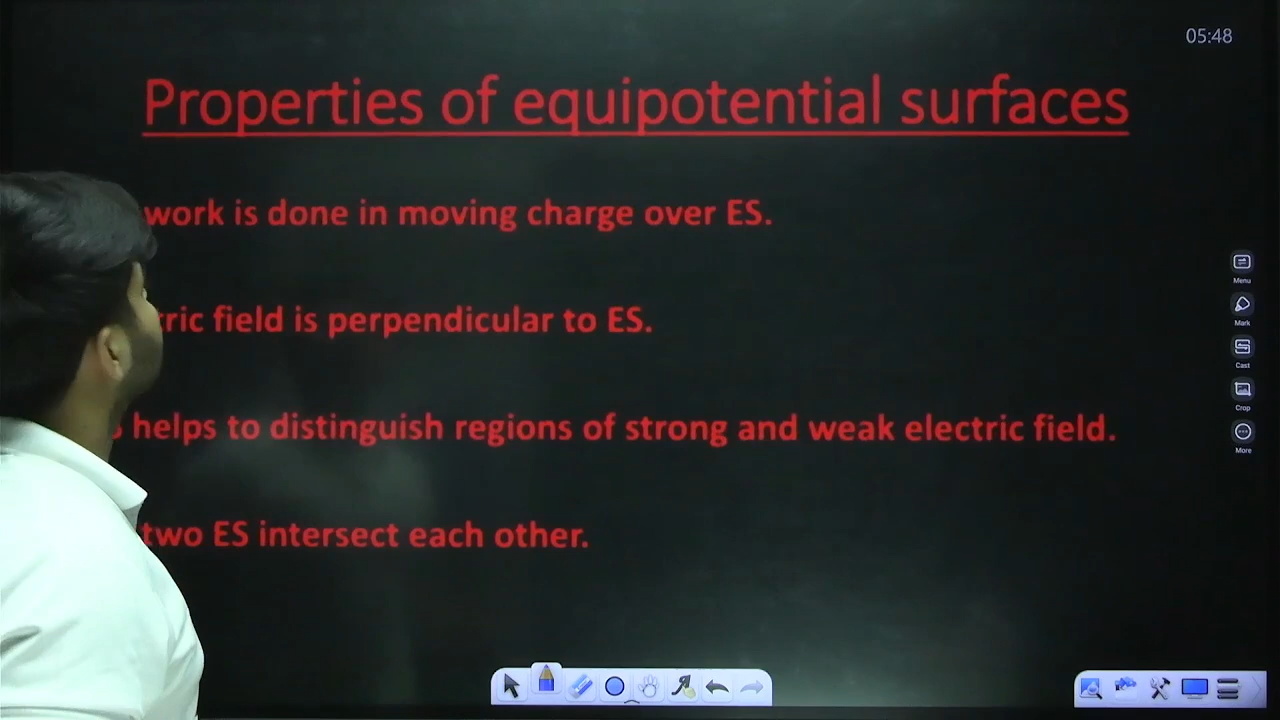 05:48
Properties of equipotential surfaces
work is done in moving charge over ES.
tric field is perpendicular to ES.
helps to distinguish regions of strong and weak electric field.
two ES intersect each other.
Menu
Mark
Cast
Crop
More